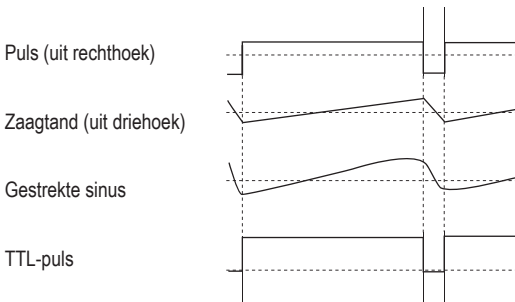 Puls (uit rechthoek)
Zaagtand (uit driehoek)
Gestrekte sinus
TTL-puls